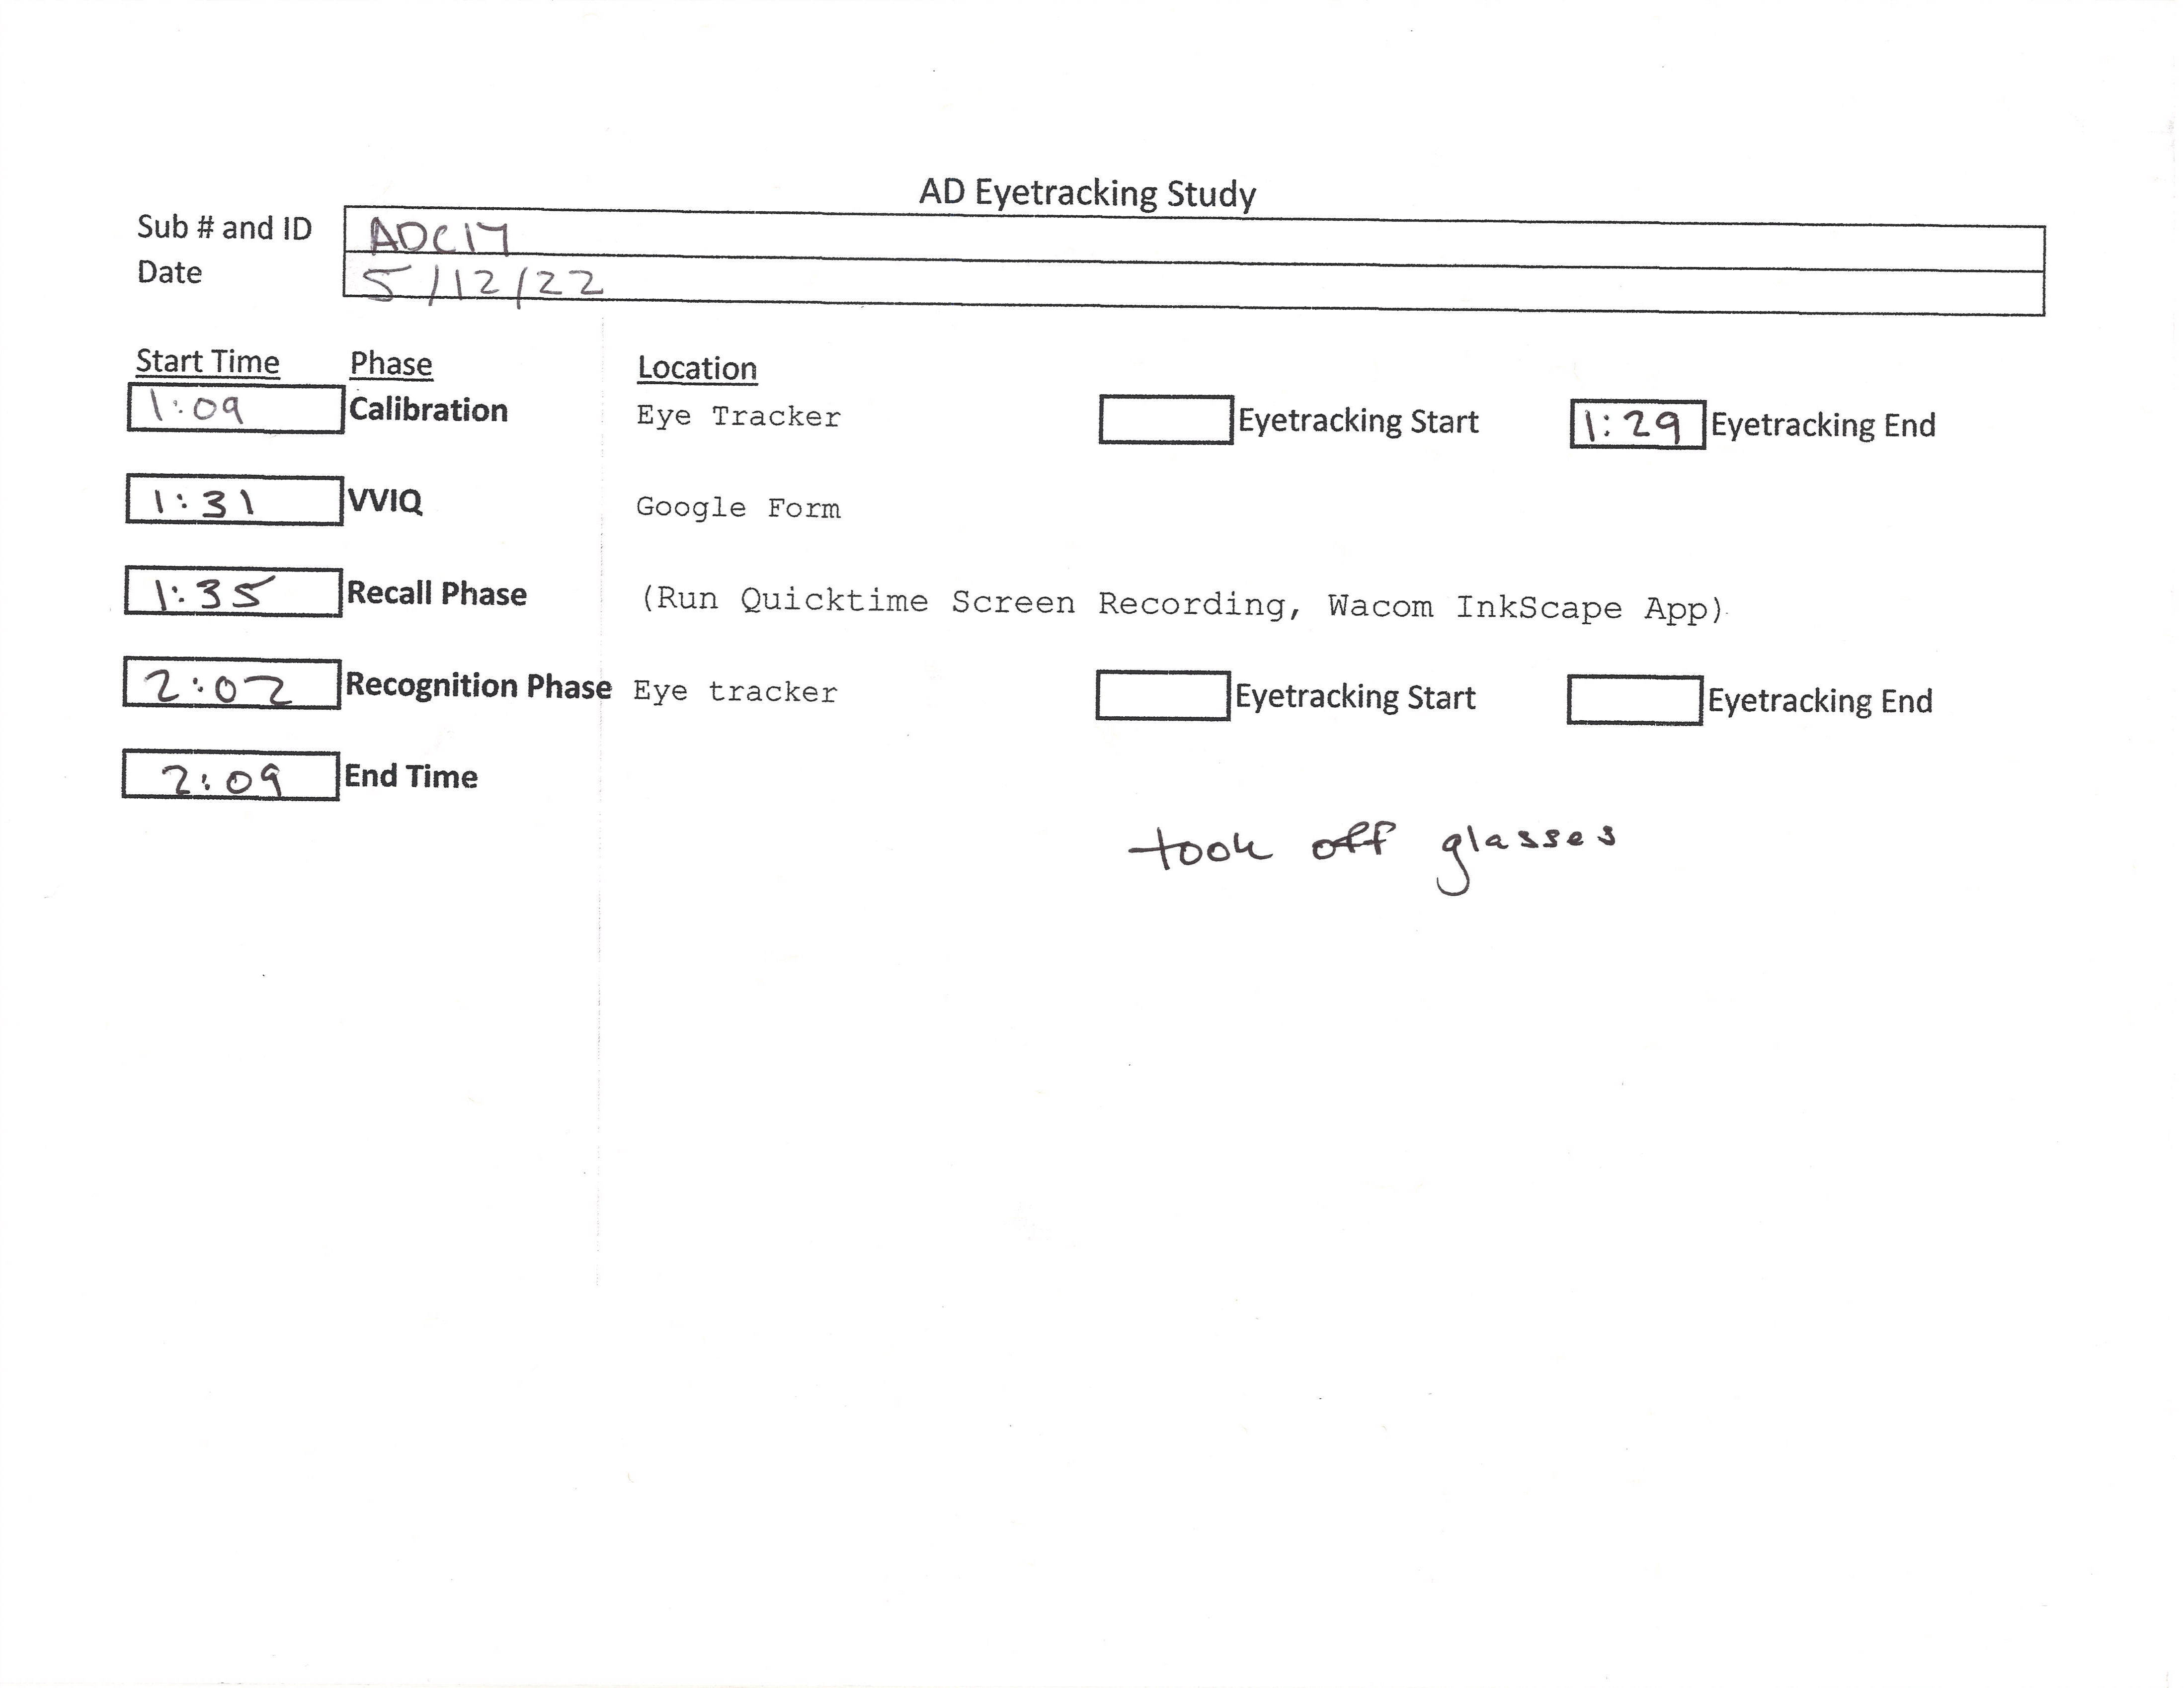 AD Eyetracking Study
Sub # and ID ADC17
Date 5/12/22
Start Time Phase Location
1:09 Calibration Eye Tracker Eyetracking Start 1:29 Eyetracking End
1:31 VVIQ Google Form
1:35 Recall Phase (Run Quicktime Screen Recording, Wacom InkScape App)
2:02 Recognition Phase Eye tracker Eyetracking Start Eyetracking End
2:09 End Time
took off glasses